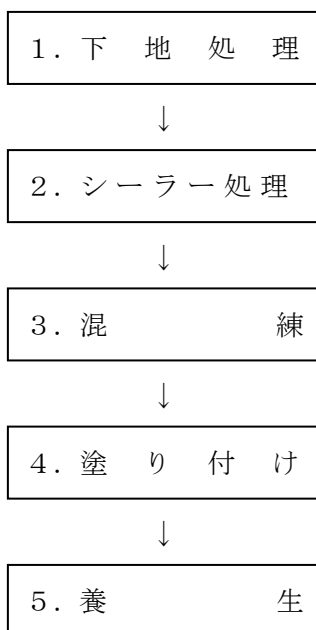 1. 下地処理
↓
2. シーラー処理
↓
3. 混練
↓
4. 塗り付け
↓
5. 養生